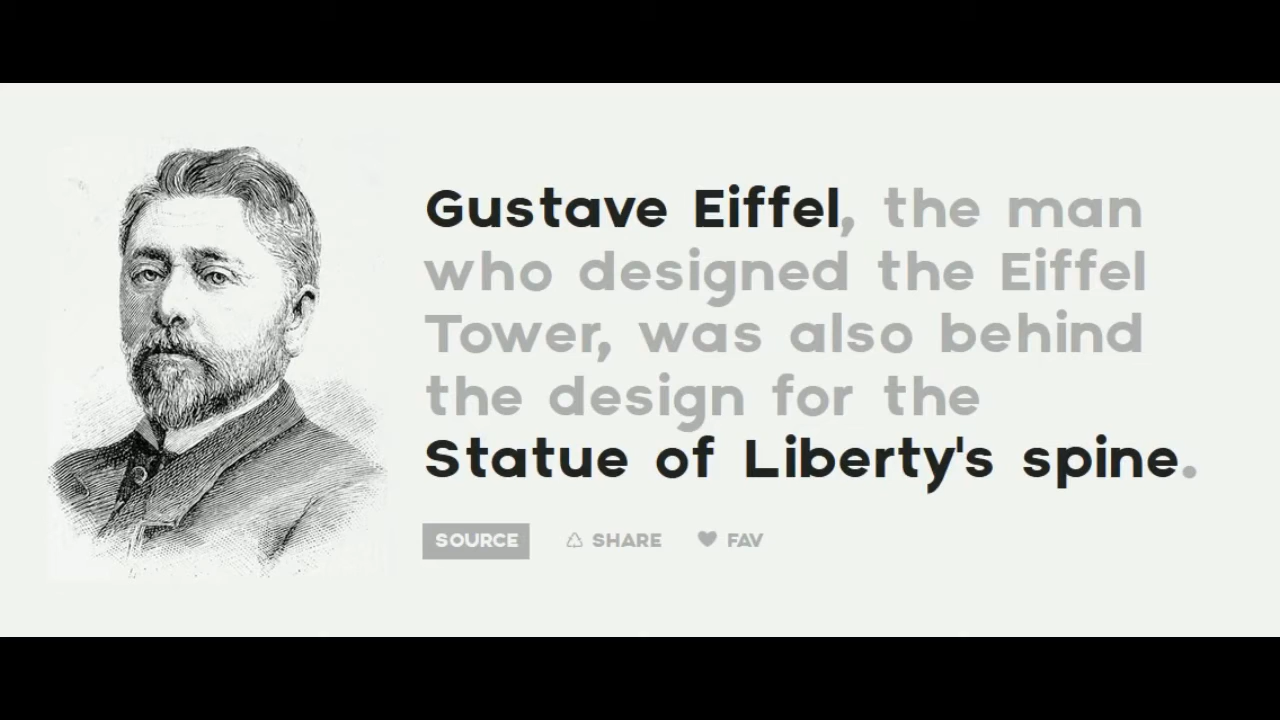 Gustave Eiffel, the man
who designed the Eiffel
Tower, was also behind
the design for the
Statue of Liberty's spine.
SOURCE SHARE FAV